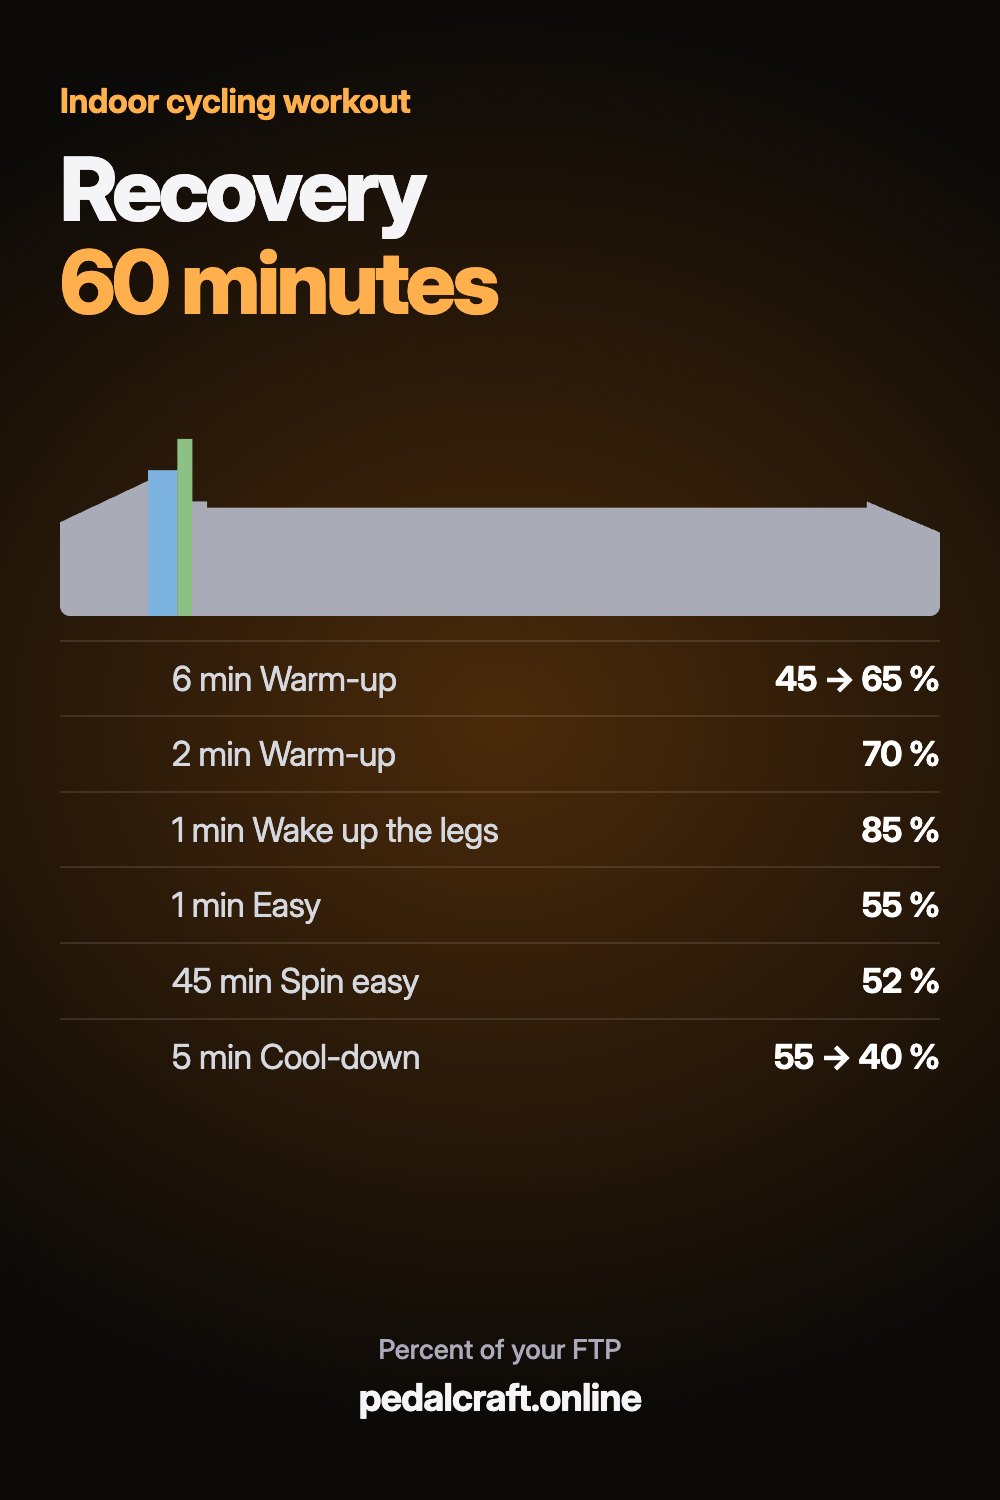 Indoor cycling workout
Recovery
60 minutes
6 min Warm-up 45 → 65 %
2 min Warm-up 70 %
1 min Wake up the legs 85 %
1 min Easy 55 %
45 min Spin easy 52 %
5 min Cool-down 55 → 40 %
Percent of your FTP
pedalcraft.online